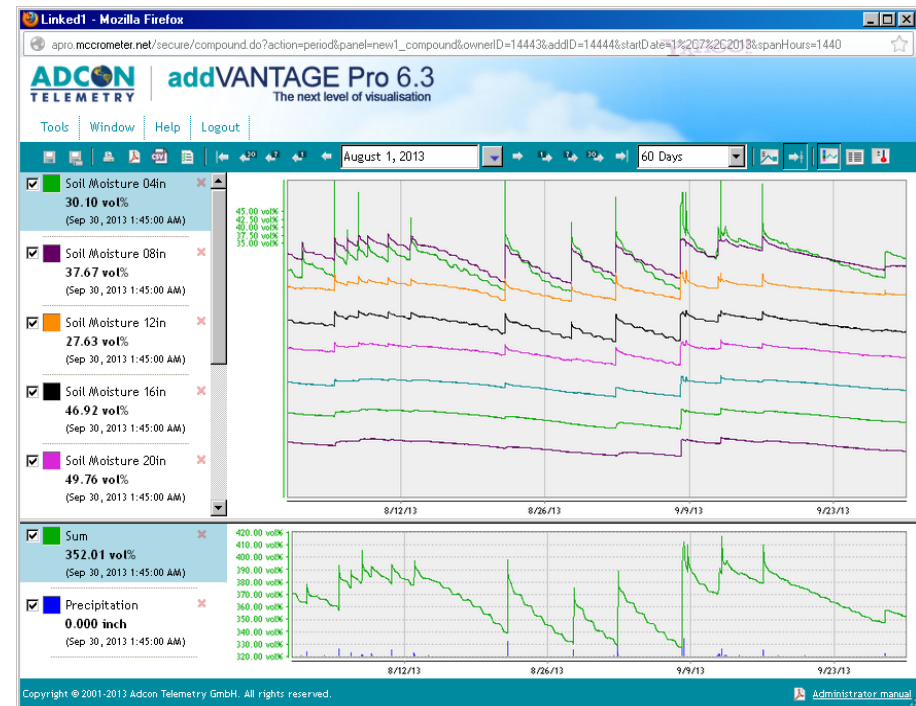 Linked1 - Mozilla Firefox
apro.mccrometer.net/secure/compound.do?action=period&panel=new1_compound&ownerID=14443&addID=14444&startDate=1%2C7%2C2013&spanHours=1440
ADCON
TELEMETRY
addVANTAGE Pro 6.3
The next level of visualisation
Tools Window Help Logout
August 1, 2013
60 Days
Soil Moisture 04in
30.10 vol%
(Sep 30, 2013 1:45:00 AM)
Soil Moisture 08in
37.67 vol%
(Sep 30, 2013 1:45:00 AM)
Soil Moisture 12in
27.63 vol%
(Sep 30, 2013 1:45:00 AM)
Soil Moisture 16in
46.92 vol%
(Sep 30, 2013 1:45:00 AM)
Soil Moisture 20in
49.76 vol%
(Sep 30, 2013 1:45:00 AM)
45.00 vol%
42.50 vol%
40.00 vol%
37.50 vol%
35.00 vol%
8/12/13 8/26/13 9/9/13 9/23/13
Sum
352.01 vol%
(Sep 30, 2013 1:45:00 AM)
Precipitation
0.000 inch
(Sep 30, 2013 1:45:00 AM)
420.00 vol%
410.00 vol%
400.00 vol%
390.00 vol%
380.00 vol%
370.00 vol%
360.00 vol%
350.00 vol%
340.00 vol%
330.00 vol%
320.00 vol%
8/12/13 8/26/13 9/9/13 9/23/13
Copyright © 2001-2013 Adcon Telemetry GmbH. All rights reserved.
Administrator manual